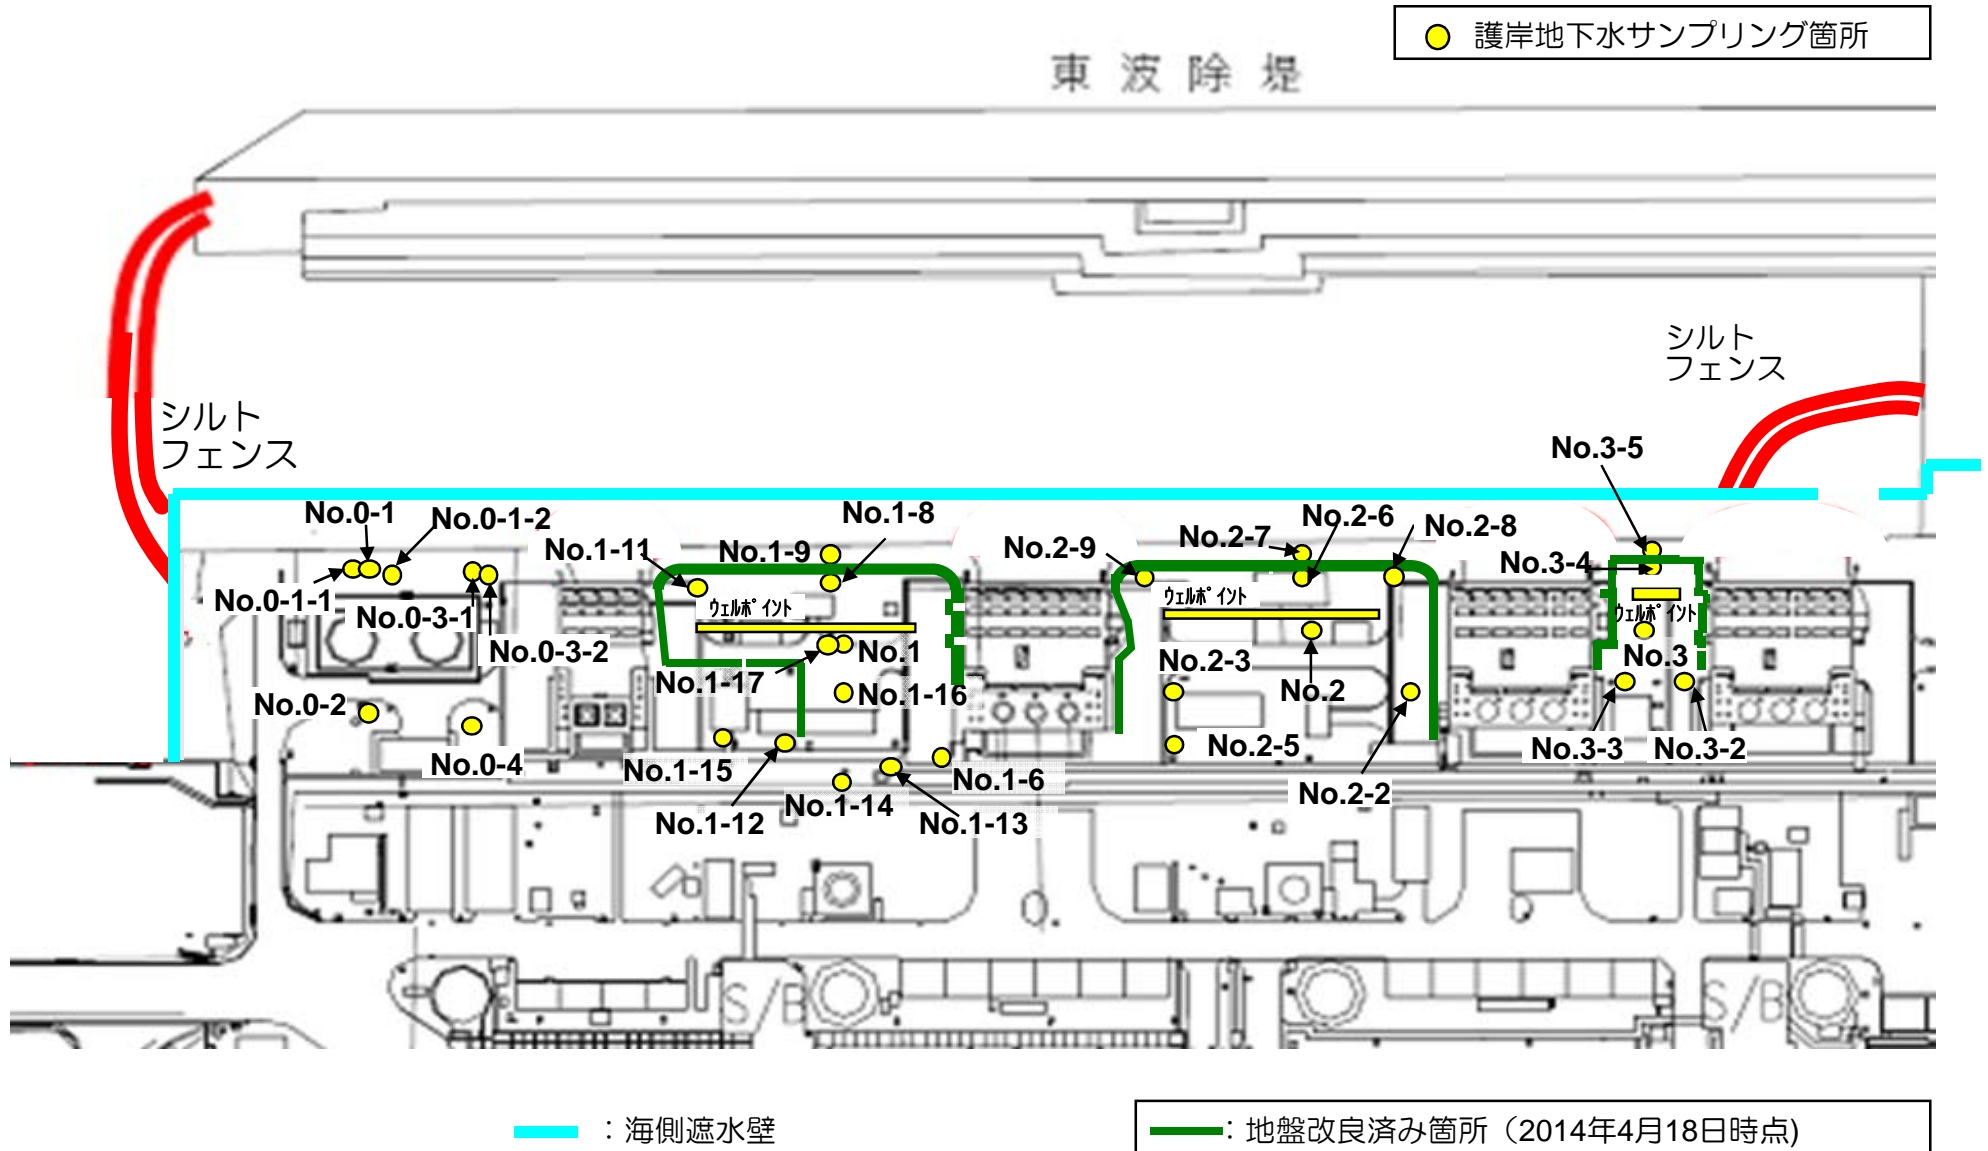 護岸地下水サンプリング箇所
東波除堤
シルト
フェンス
シルト
フェンス
No.3-5
No.0-1
No.0-1-2
No.1-8
No.2-6
No.2-8
No.1-11
No.1-9
No.2-9
No.2-7
No.3-4
No.0-1-1
No.0-3-1
ウェルポイント
ウェルポイント
ウェルポイント
No.0-3-2
No.1
No.2-3
No.3
No.1-17
No.1-16
No.2
No.0-2
No.0-4
No.1-15
No.1-6
No.2-5
No.3-3
No.3-2
No.1-14
No.2-2
No.1-12
No.1-13
S/B
S/B
：海側遮水壁
：地盤改良済み箇所（2014年4月18日時点)